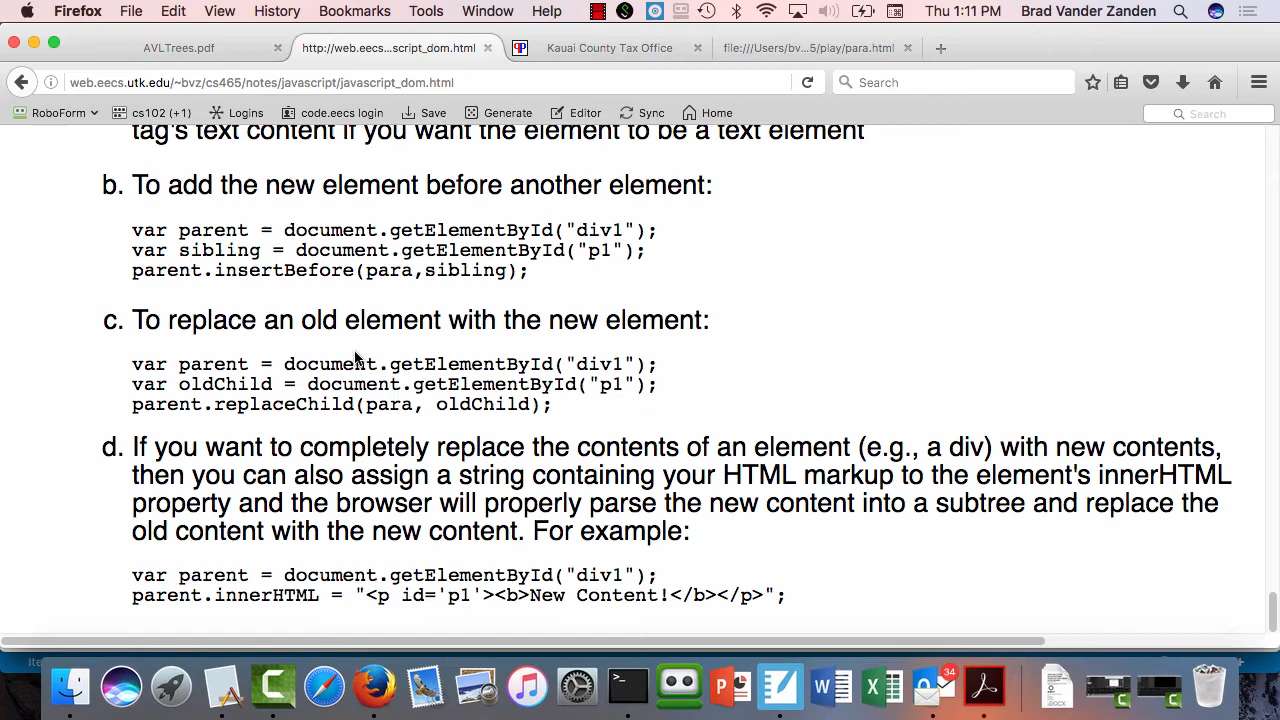 Firefox File Edit View History Bookmarks Tools Window Help Thu 1:11 PM Brad Vander Zanden
AVLTrees.pdf http://web.eecs...script_dom.html Kauai County Tax Office file:///Users/bv...5/play/para.html
web.eecs.utk.edu/~bvz/cs465/notes/javascript/javascript_dom.html Search
RoboForm cs102 (+1) Logins code.eecs login Save Generate Editor Sync Home Search
tag's text content if you want the element to be a text element
b. To add the new element before another element:
var parent = document.getElementById("div1");
var sibling = document.getElementById("p1");
parent.insertBefore(para,sibling);
c. To replace an old element with the new element:
var parent = document.getElementById("div1");
var oldChild = document.getElementById("p1");
parent.replaceChild(para, oldChild);
d. If you want to completely replace the contents of an element (e.g., a div) with new contents,
then you can also assign a string containing your HTML markup to the element's innerHTML
property and the browser will properly parse the new content into a subtree and replace the
old content with the new content. For example:
var parent = document.getElementById("div1");
parent.innerHTML = "<p id='p1'><b>New Content!</b></p>";
34